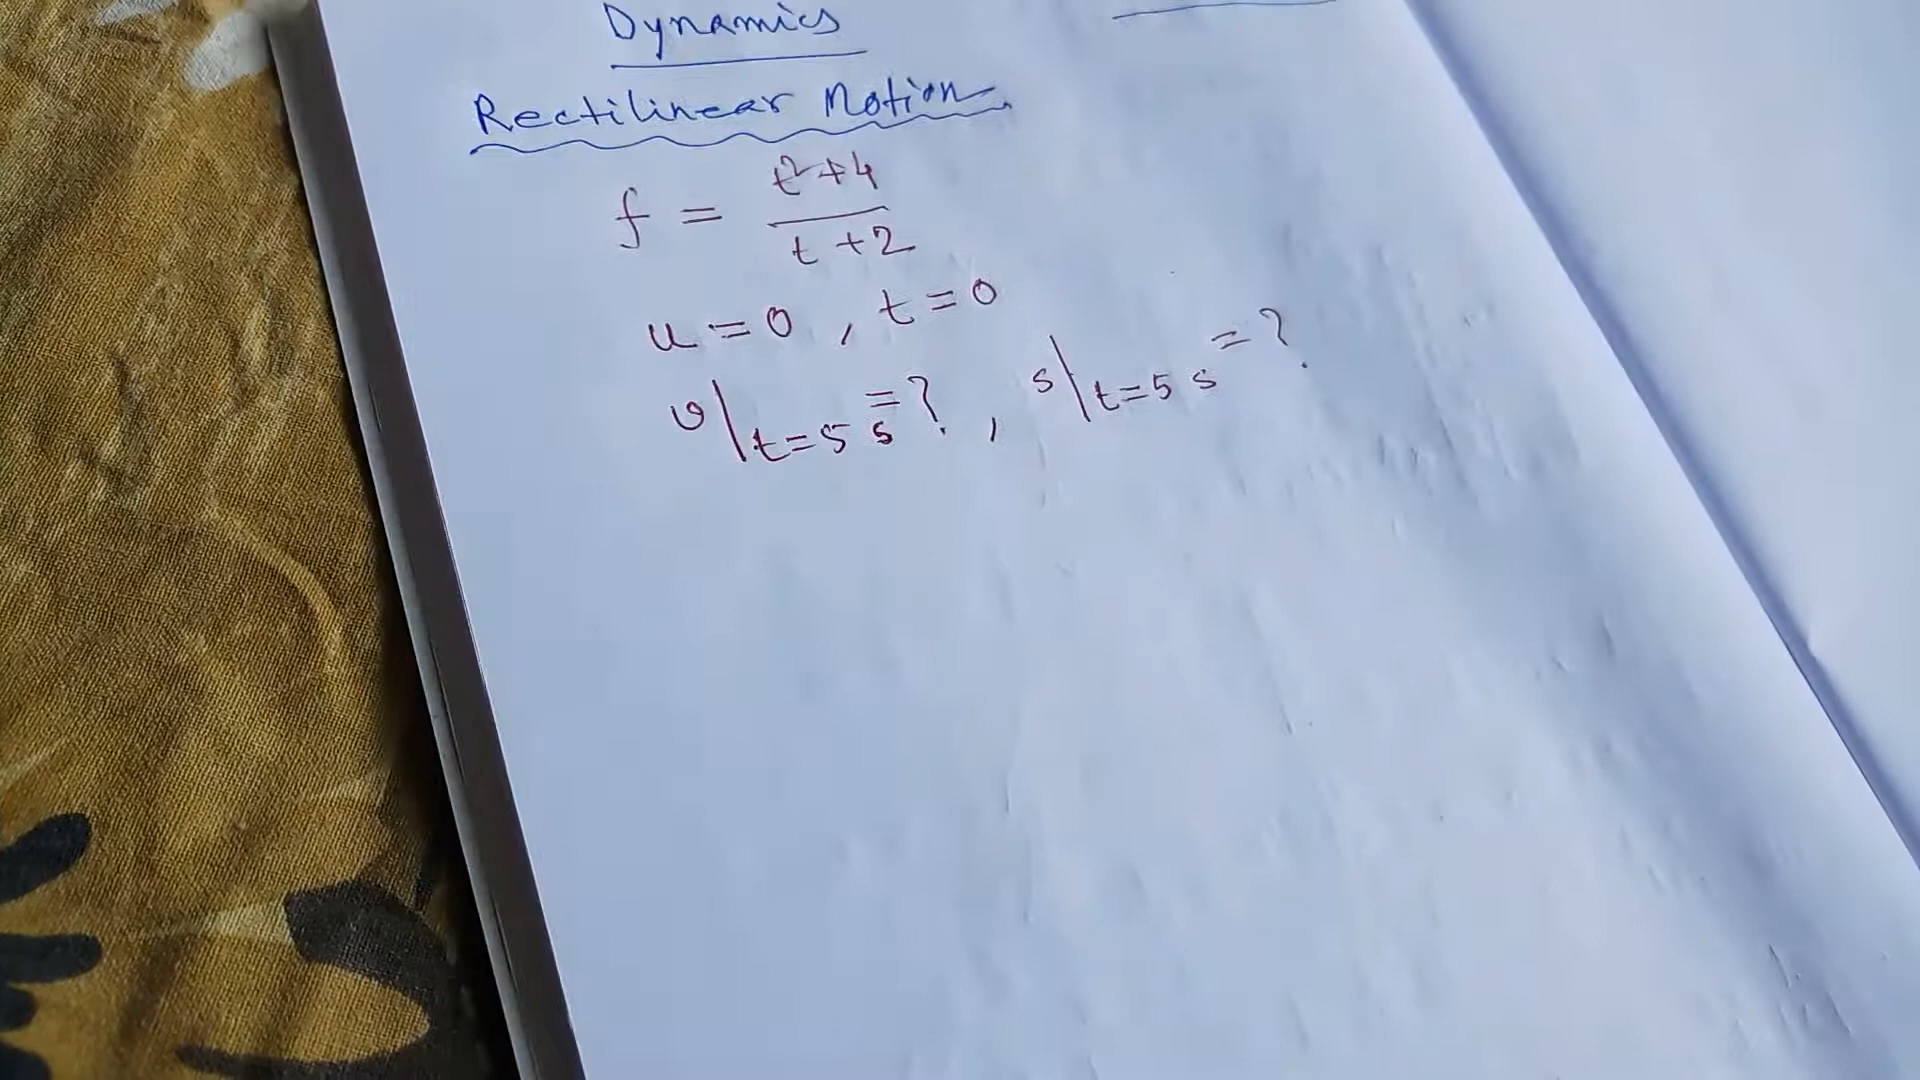 Dynamics
Rectilinear Motion
f = t²+4 / t+2
u = 0 , t = 0
v|t=5 s = ? , s|t=5 s = ?